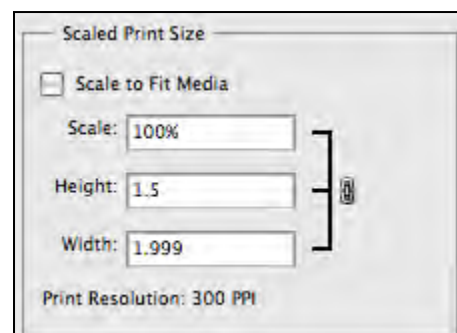 Scaled Print Size
Scale to Fit Media
Scale: 100%
Height: 1.5
Width: 1.999
Print Resolution: 300 PPI